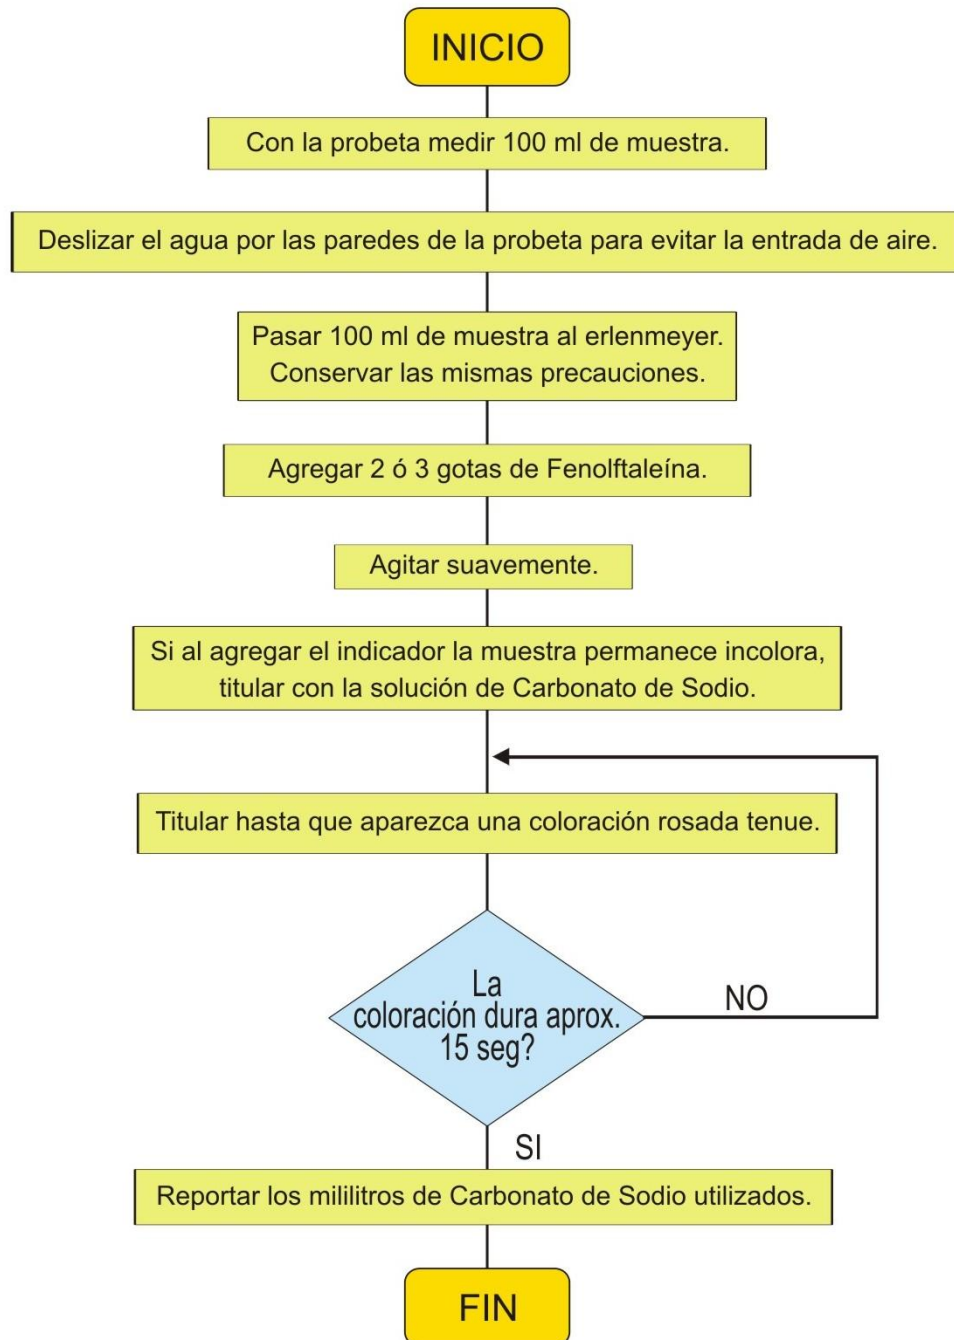 INICIO
Con la probeta medir 100 ml de muestra.
Deslizar el agua por las paredes de la probeta para evitar la entrada de aire.
Pasar 100 ml de muestra al erlenmeyer.
Conservar las mismas precauciones.
Agregar 2 ó 3 gotas de Fenolftaleína.
Agitar suavemente.
Si al agregar el indicador la muestra permanece incolora,
titular con la solución de Carbonato de Sodio.
Titular hasta que aparezca una coloración rosada tenue.
La
coloración dura aprox.
15 seg?
NO
SI
Reportar los mililitros de Carbonato de Sodio utilizados.
FIN